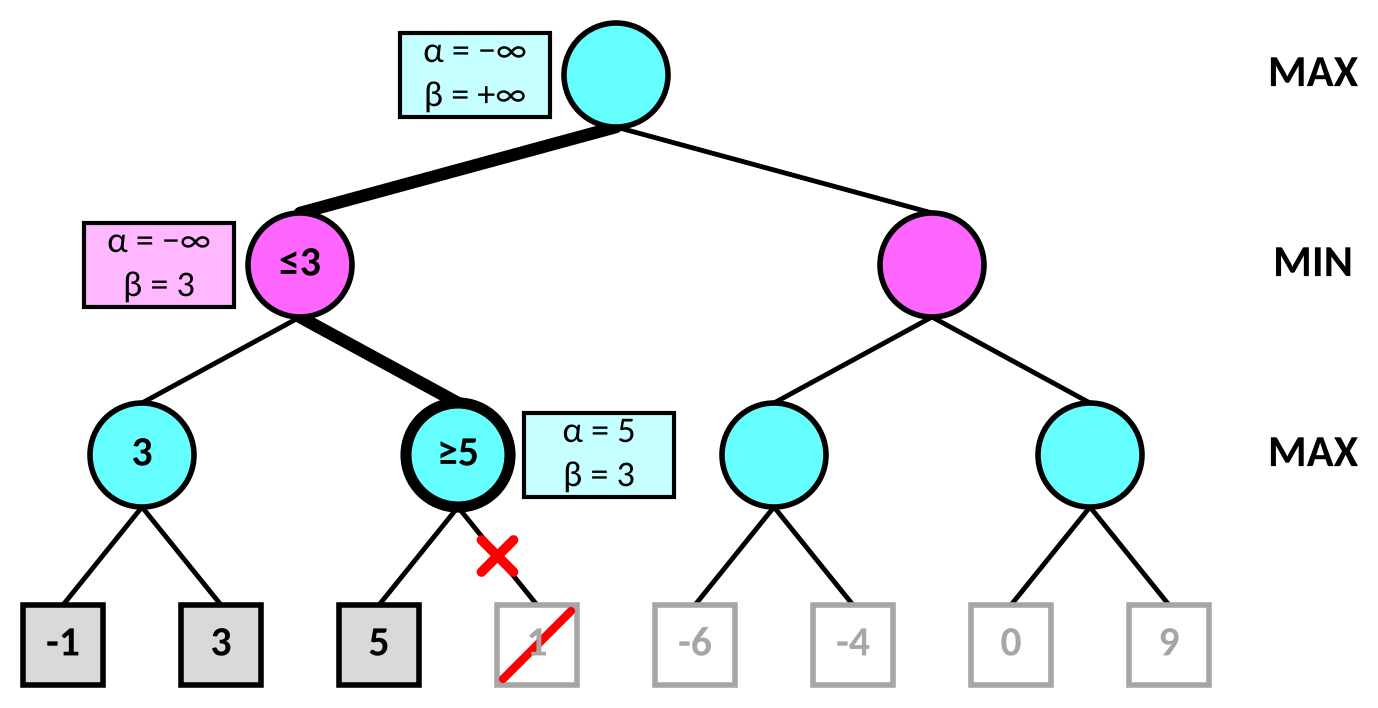 α = −∞
β = +∞
MAX
α = −∞
β = 3
≤3
MIN
3
≥5
α = 5
β = 3
MAX
-1
3
5
1
-6
-4
0
9